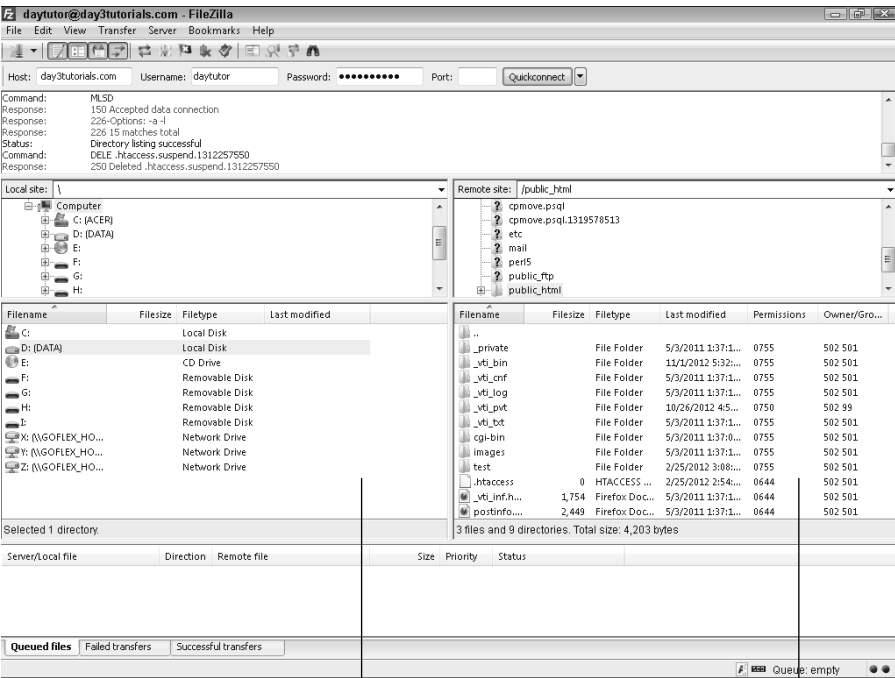 daytutor@day3tutorials.com - FileZilla
File Edit View Transfer Server Bookmarks Help
Host: day3tutorials.com Username: daytutor Password: ●●●●●●●●●● Port: Quickconnect
Command: MLSD
Response: 150 Accepted data connection
Response: 226-Options: -a -l
Response: 226 15 matches total
Status: Directory listing successful
Command: DELE .htaccess.suspend.1312257550
Response: 250 Deleted .htaccess.suspend.1312257550
Local site: \
Computer
C: (ACER)
D: (DATA)
E:
F:
G:
H:
Remote site: /public_html
cpmove.psql
cpmove.psql.1319578513
etc
mail
perl5
public_ftp
public_html
Filename Filesize Filetype Last modified
C: Local Disk
D: (DATA) Local Disk
E: CD Drive
F: Removable Disk
G: Removable Disk
H: Removable Disk
I: Removable Disk
X: (\\GOFLEX_HO... Network Drive
Y: (\\GOFLEX_HO... Network Drive
Z: (\\GOFLEX_HO... Network Drive
Selected 1 directory.
Filename Filesize Filetype Last modified Permissions Owner/Gro...
..
_private File Folder 5/3/2011 1:37:1... 0755 502 501
_vti_bin File Folder 11/1/2012 5:32:... 0755 502 501
_vti_cnf File Folder 5/3/2011 1:37:1... 0755 502 501
_vti_log File Folder 5/3/2011 1:37:1... 0755 502 501
_vti_pvt File Folder 10/26/2012 4:5... 0750 502 99
_vti_txt File Folder 5/3/2011 1:37:1... 0755 502 501
cgi-bin File Folder 5/3/2011 1:37:0... 0755 502 501
images File Folder 5/3/2011 1:37:1... 0755 502 501
test File Folder 2/25/2012 3:08:... 0755 502 501
.htaccess 0 HTACCESS ... 2/25/2012 2:54:... 0644 502 501
_vti_inf.h... 1,754 Firefox Doc... 5/3/2011 1:37:1... 0644 502 501
postinfo.... 2,449 Firefox Doc... 5/3/2011 1:37:1... 0644 502 501
3 files and 9 directories. Total size: 4,203 bytes
Server/Local file Direction Remote file Size Priority Status
Queued files Failed transfers Successful transfers
Queue: empty